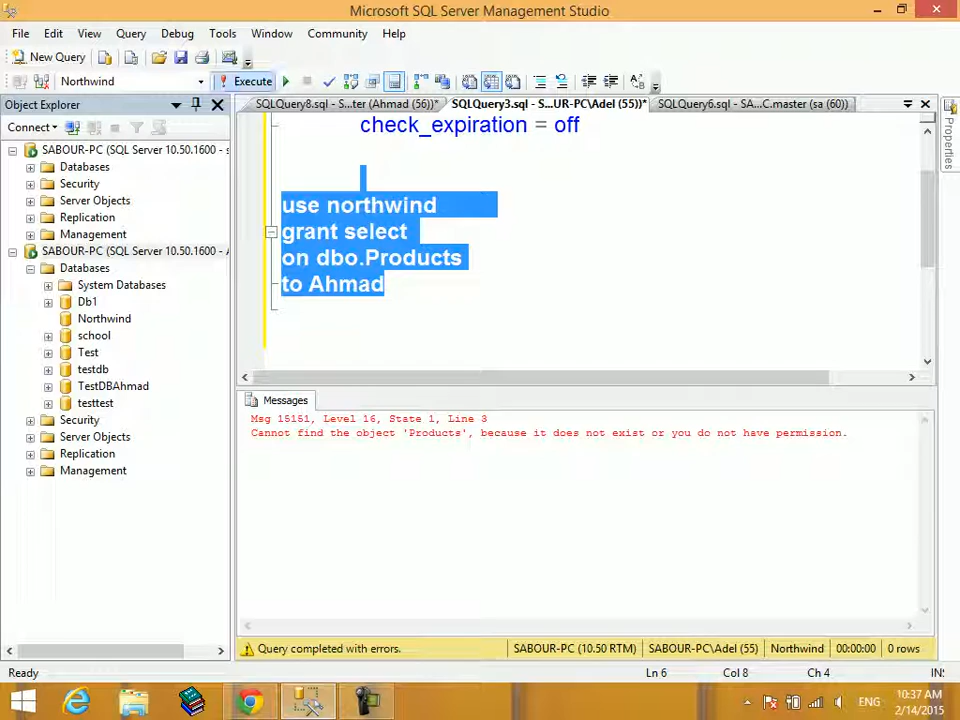 Microsoft SQL Server Management Studio
File Edit View Query Debug Tools Window Community Help
New Query
Northwind Execute
Object Explorer
SQLQuery8.sql - S...ter (Ahmad (56))* SQLQuery3.sql - S...UR-PC\Adel (55))* SQLQuery6.sql - SA...C.master (sa (60))
Properties
Connect
SABOUR-PC (SQL Server 10.50.1600 - s
Databases
Security
Server Objects
Replication
Management
SABOUR-PC (SQL Server 10.50.1600 - A
Databases
System Databases
Db1
Northwind
school
Test
testdb
TestDBAhmad
testtest
Security
Server Objects
Replication
Management
check_expiration = off
use northwind
grant select
on dbo.Products
to Ahmad
Messages
Msg 15151, Level 16, State 1, Line 3
Cannot find the object 'Products', because it does not exist or you do not have permission.
Query completed with errors. SABOUR-PC (10.50 RTM) SABOUR-PC\Adel (55) Northwind 00:00:00 0 rows
Ready Ln 6 Col 8 Ch 4 INS
ENG 10:37 AM
2/14/2015